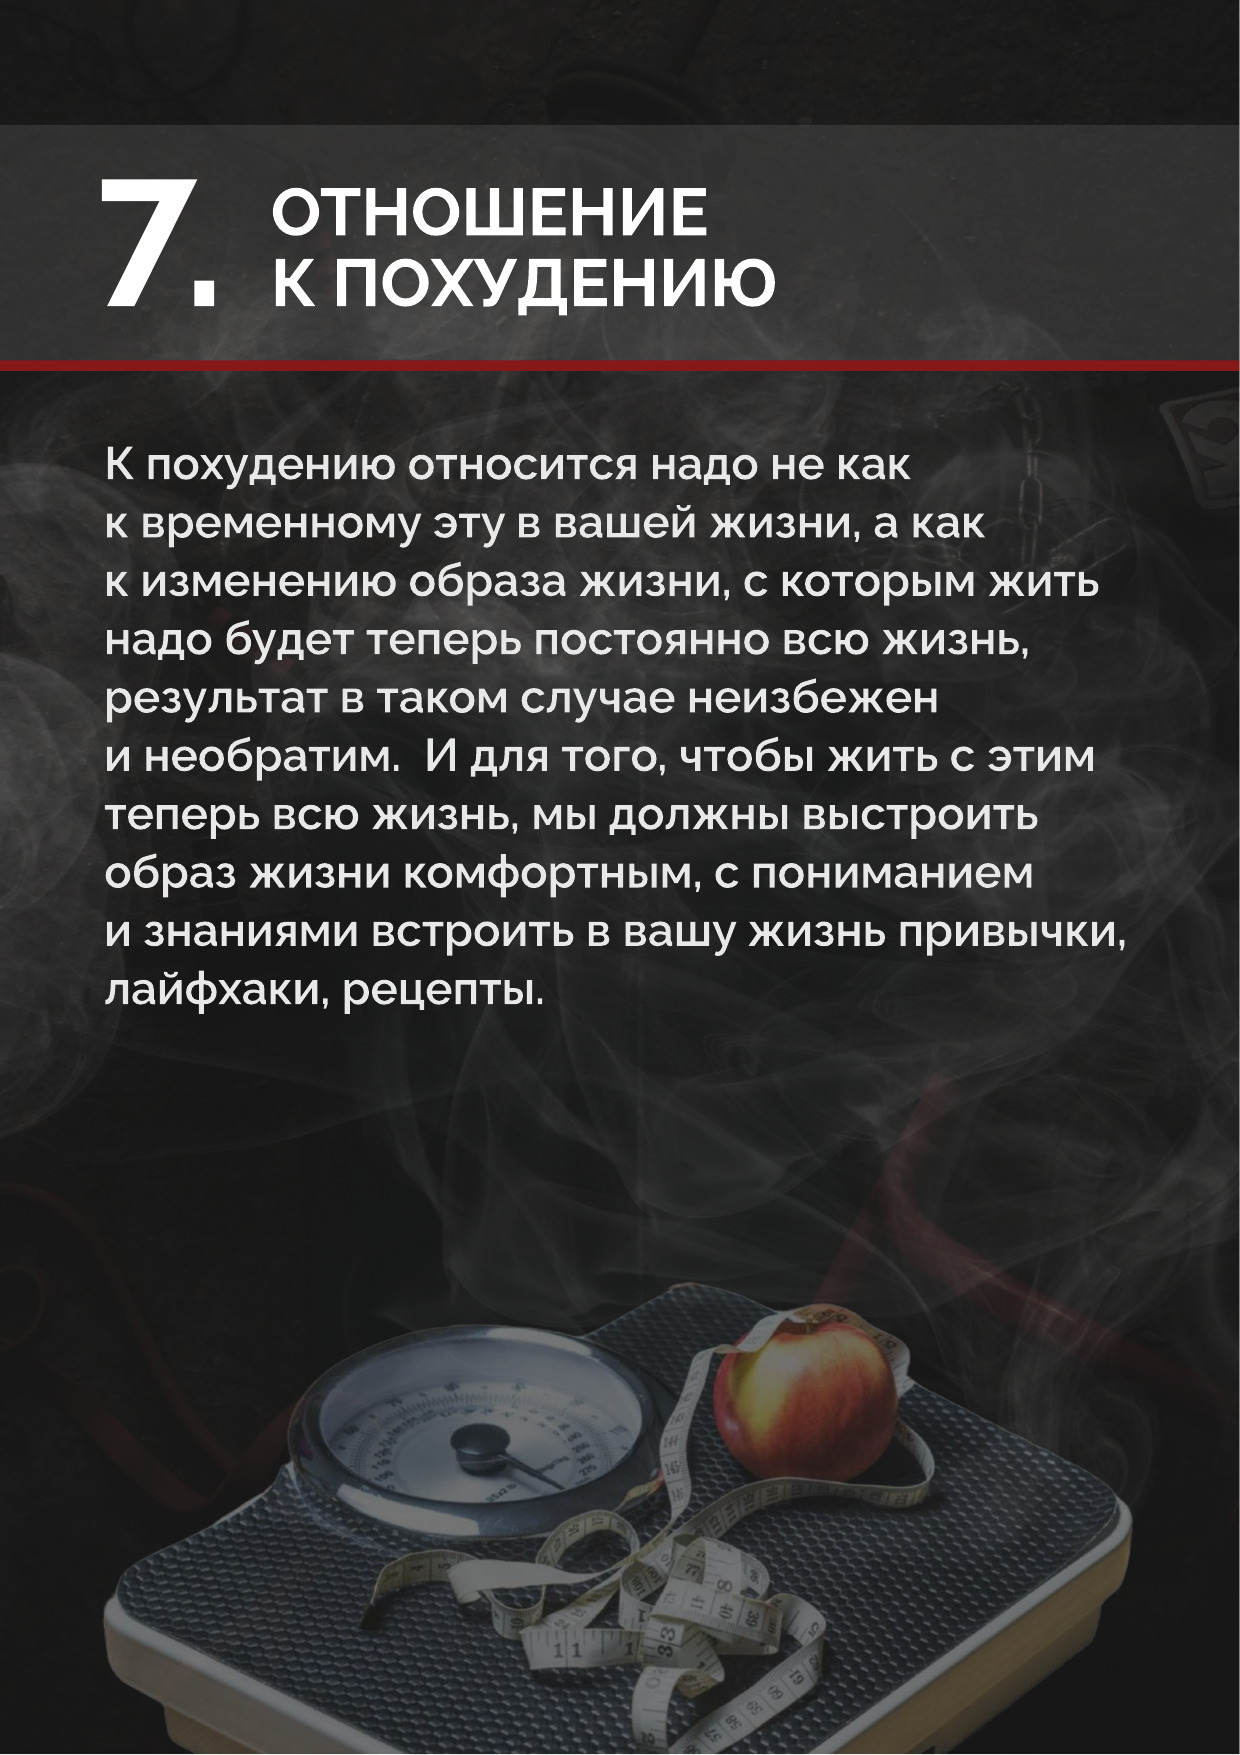 7. ОТНОШЕНИЕ
К ПОХУДЕНИЮ
К похудению относится надо не как
к временному эту в вашей жизни, а как
к изменению образа жизни, с которым жить
надо будет теперь постоянно всю жизнь,
результат в таком случае неизбежен
и необратим.  И для того, чтобы жить с этим
теперь всю жизнь, мы должны выстроить
образ жизни комфортным, с пониманием
и знаниями встроить в вашу жизнь привычки,
лайфхаки, рецепты.